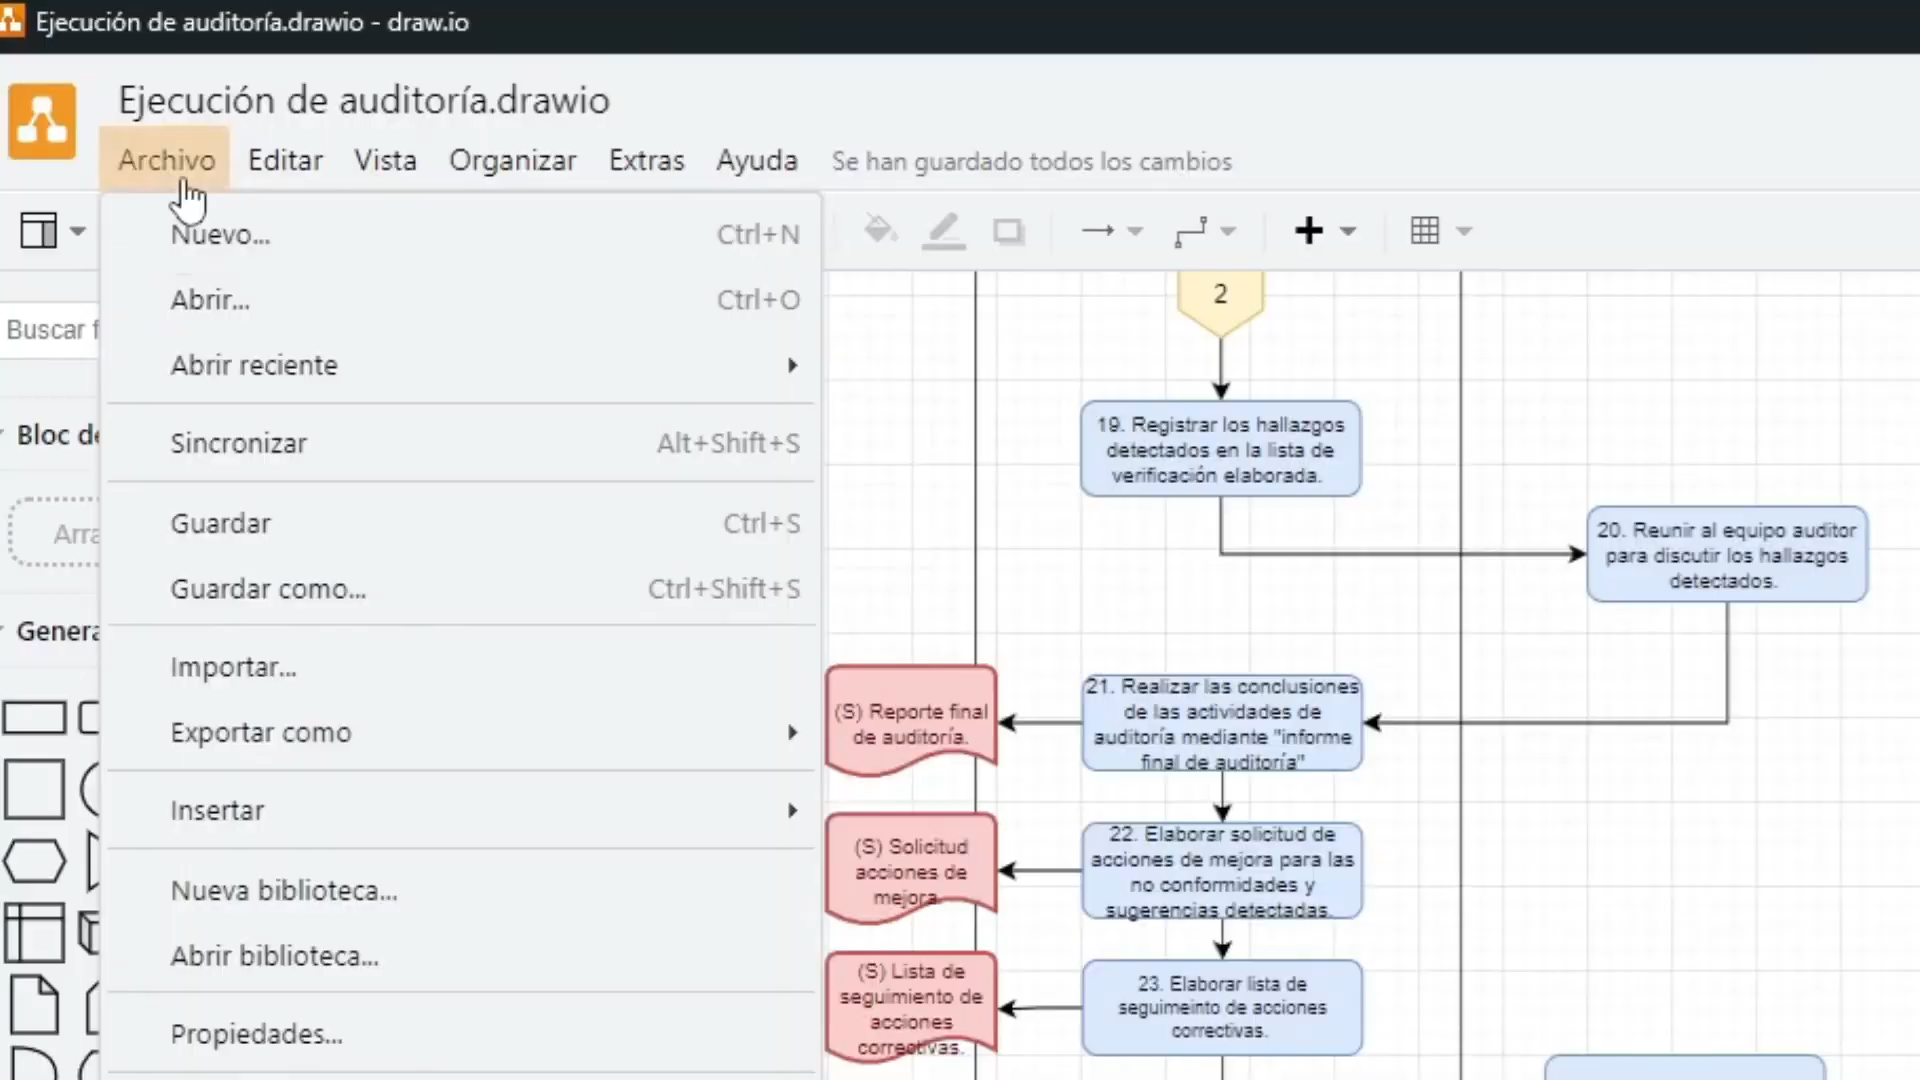 Ejecución de auditoría.drawio - draw.io
Ejecución de auditoría.drawio
Archivo Editar Vista Organizar Extras Ayuda Se han guardado todos los cambios
Nuevo... Ctrl+N
Abrir... Ctrl+O
Abrir reciente
Sincronizar Alt+Shift+S
Guardar Ctrl+S
Guardar como... Ctrl+Shift+S
Importar...
Exportar como
Insertar
Nueva biblioteca...
Abrir biblioteca...
Propiedades...
Buscar
Bloc
2
19. Registrar los hallazgos
detectados en la lista de
verificación elaborada.
20. Reunir al equipo auditor
para discutir los hallazgos
detectados.
(S) Reporte final
de auditoría.
21. Realizar las conclusiones
de las actividades de
auditoría mediante "informe
final de auditoría"
(S) Solicitud
acciones de
mejora.
22. Elaborar solicitud de
acciones de mejora para las
no conformidades y
sugerencias detectadas.
(S) Lista de
seguimiento de
acciones
correctivas.
23. Elaborar lista de
seguimeinto de acciones
correctivas.